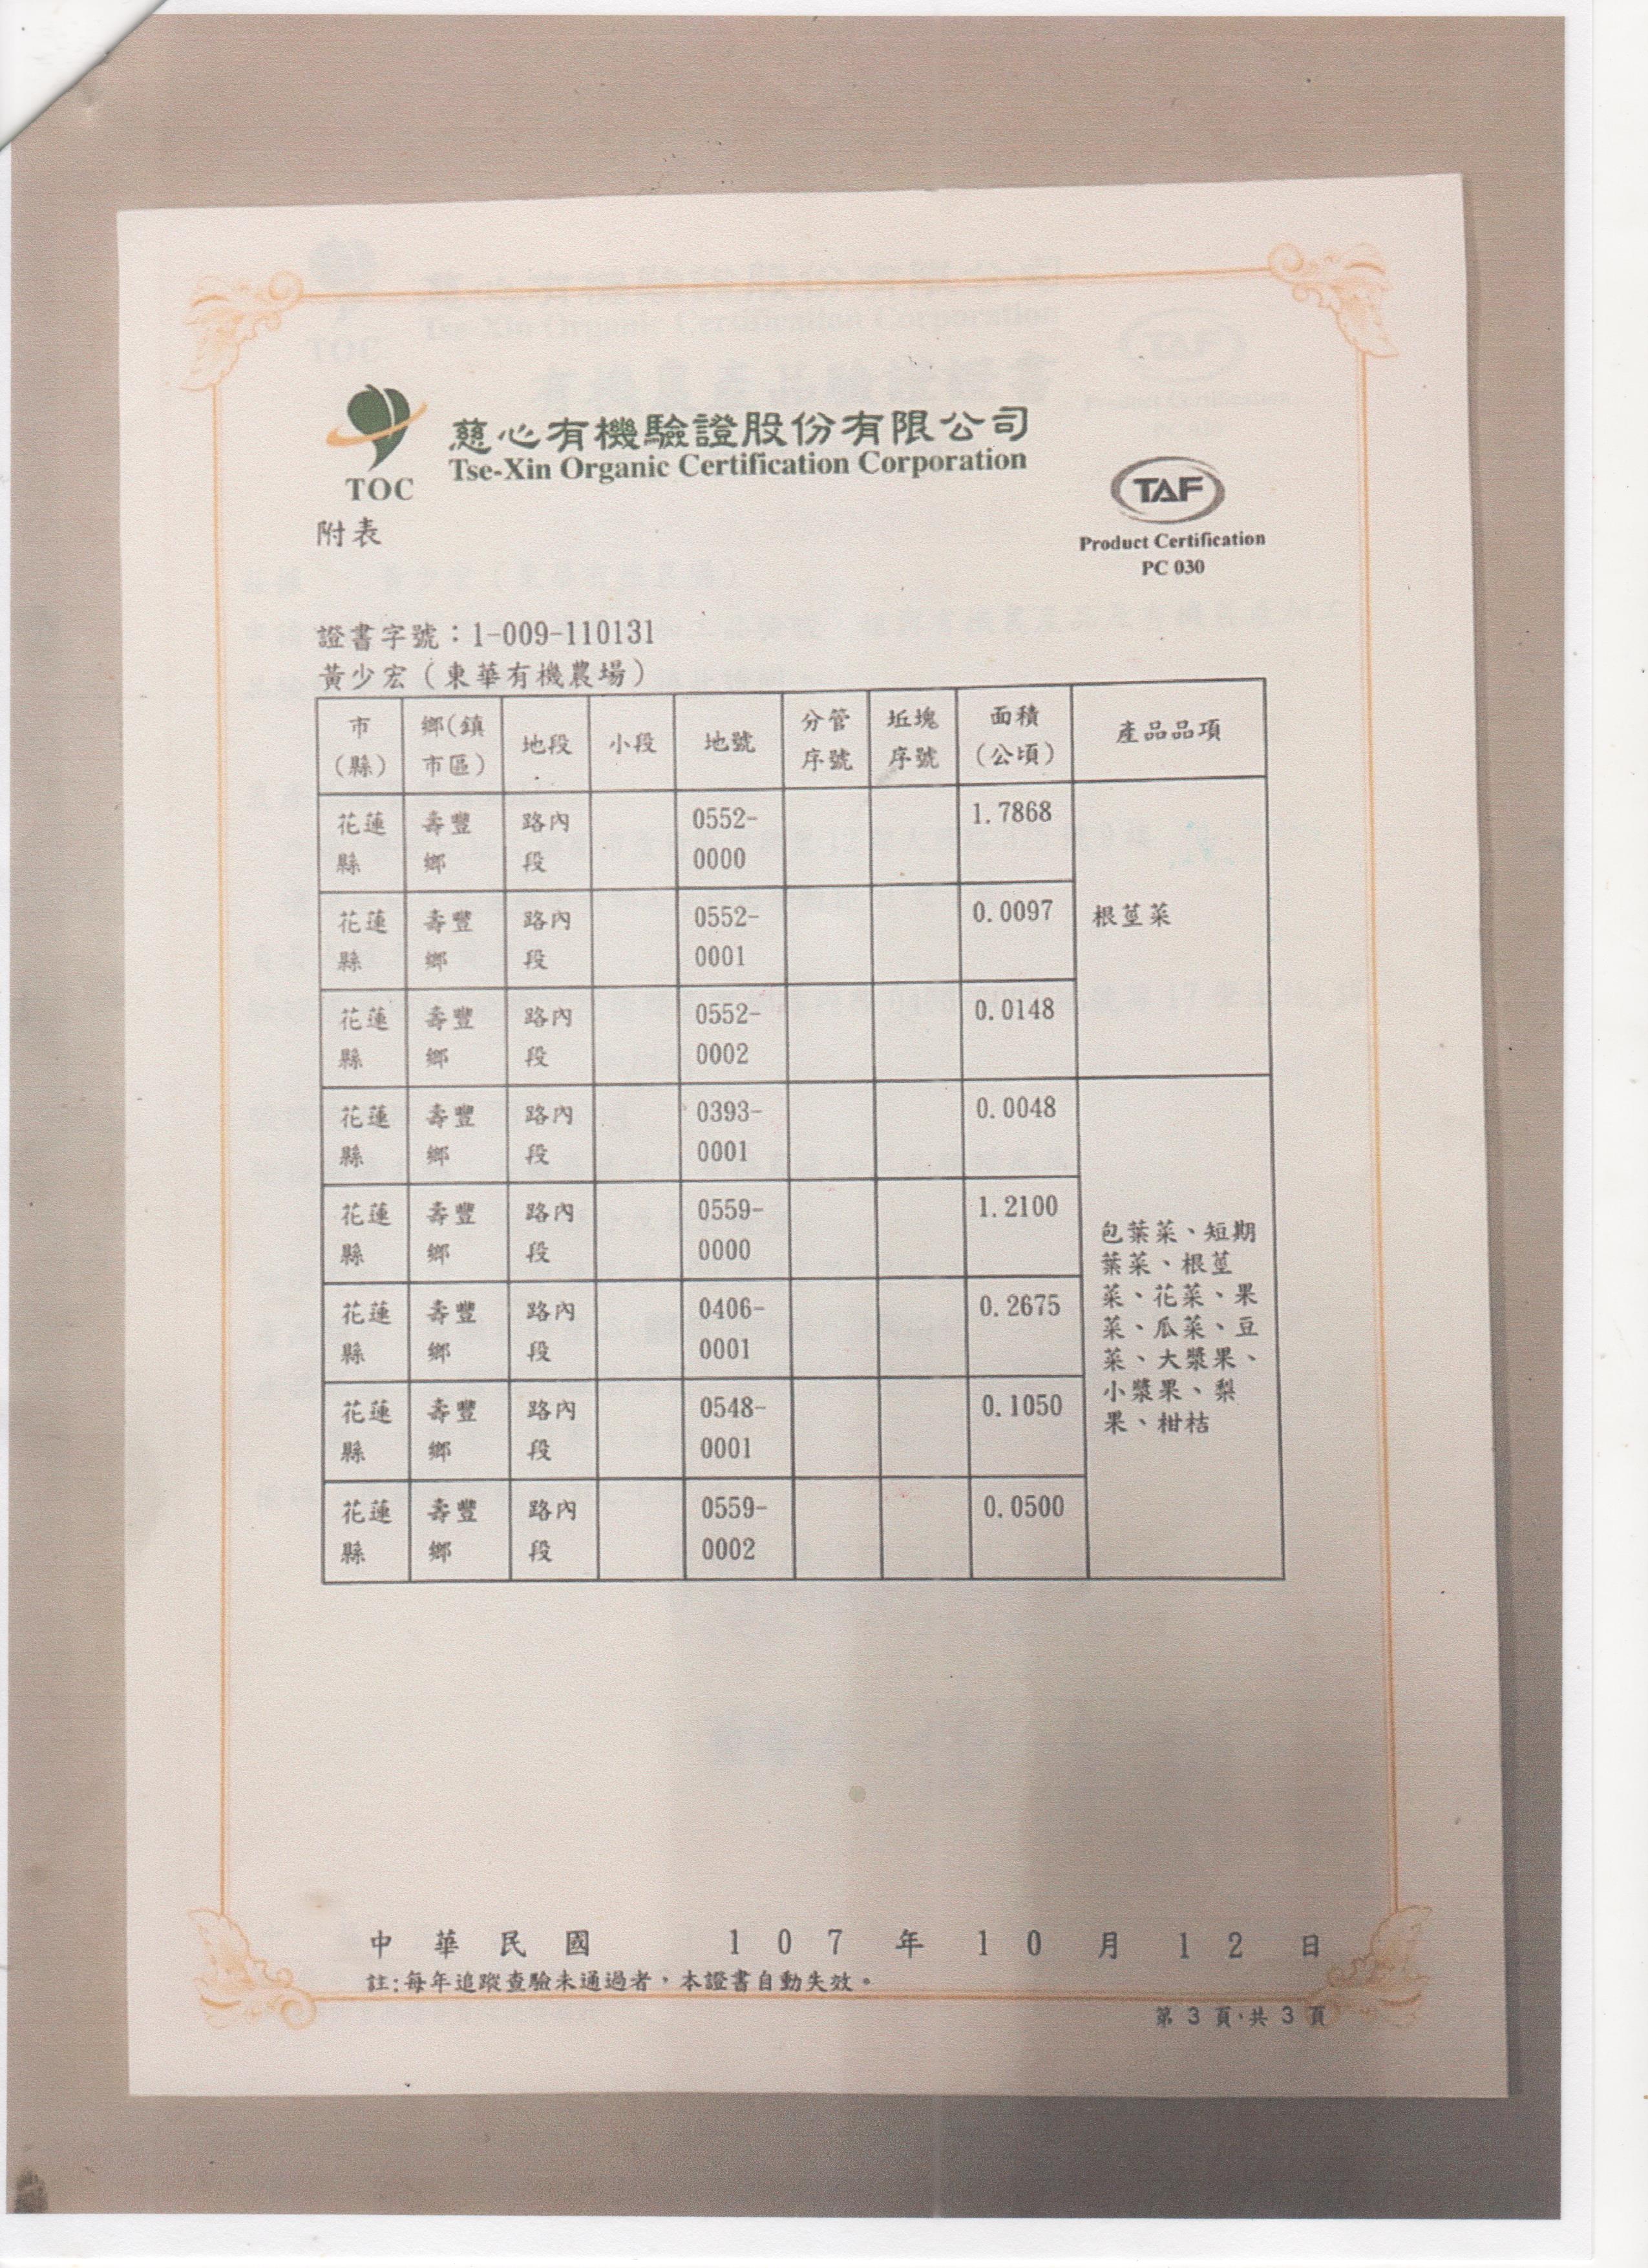 慈心有機驗證股份有限公司
Tse-Xin Organic Certification Corporation
TOC
TAF
Product Certification
PC 030
附表
證書字號：1-009-110131
黃少宏（東華有機農場）
市（縣） 鄉（鎮市區） 地段 小段 地號 分管序號 坵塊序號 面積（公頃） 產品品項
花蓮縣 壽豐鄉 路內段 0552-0000 1.7868
花蓮縣 壽豐鄉 路內段 0552-0001 0.0097 根莖菜
花蓮縣 壽豐鄉 路內段 0552-0002 0.0148
花蓮縣 壽豐鄉 路內段 0393-0001 0.0048
花蓮縣 壽豐鄉 路內段 0559-0000 1.2100
花蓮縣 壽豐鄉 路內段 0406-0001 0.2675
花蓮縣 壽豐鄉 路內段 0548-0001 0.1050
花蓮縣 壽豐鄉 路內段 0559-0002 0.0500
包葉菜、短期
葉菜、根莖
菜、花菜、果
菜、瓜菜、豆
菜、大漿果、
小漿果、梨
果、柑桔
中華民國 107 年 10 月 12 日
註:每年追蹤查驗未通過者，本證書自動失效。
第 3 頁,共 3 頁